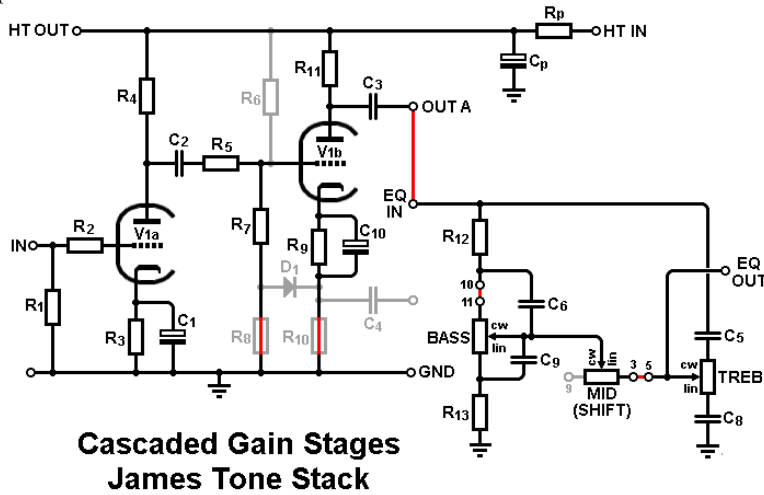 Rp
HT OUT
HT IN
Cp
R11
C3
R4
R6
OUT A
C2
R5
V1b
EQ
IN
R12
R2
V1a
R7
C10
IN
R9
EQ
OUT
D1
10
11
C6
R1
C4
C1
R3
R8
R10
BASS
cw
lin
C9
cw
lin
C5
3
5
cw
lin
TREB
9
MID
(SHIFT)
GND
R13
C8
Cascaded Gain Stages
James Tone Stack